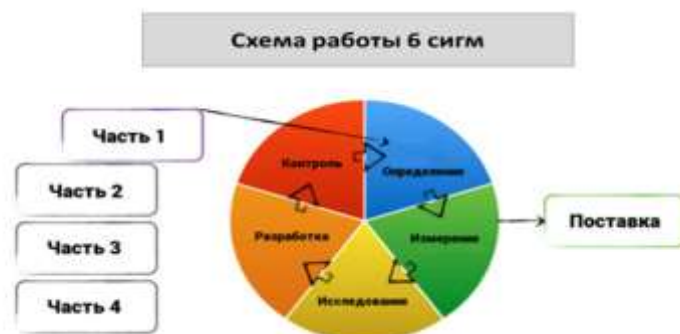 Схема работы 6 сигм
Часть 1
Часть 2
Часть 3
Часть 4
Контроль
Определение
Разработка
Измерение
Исследование
Поставка